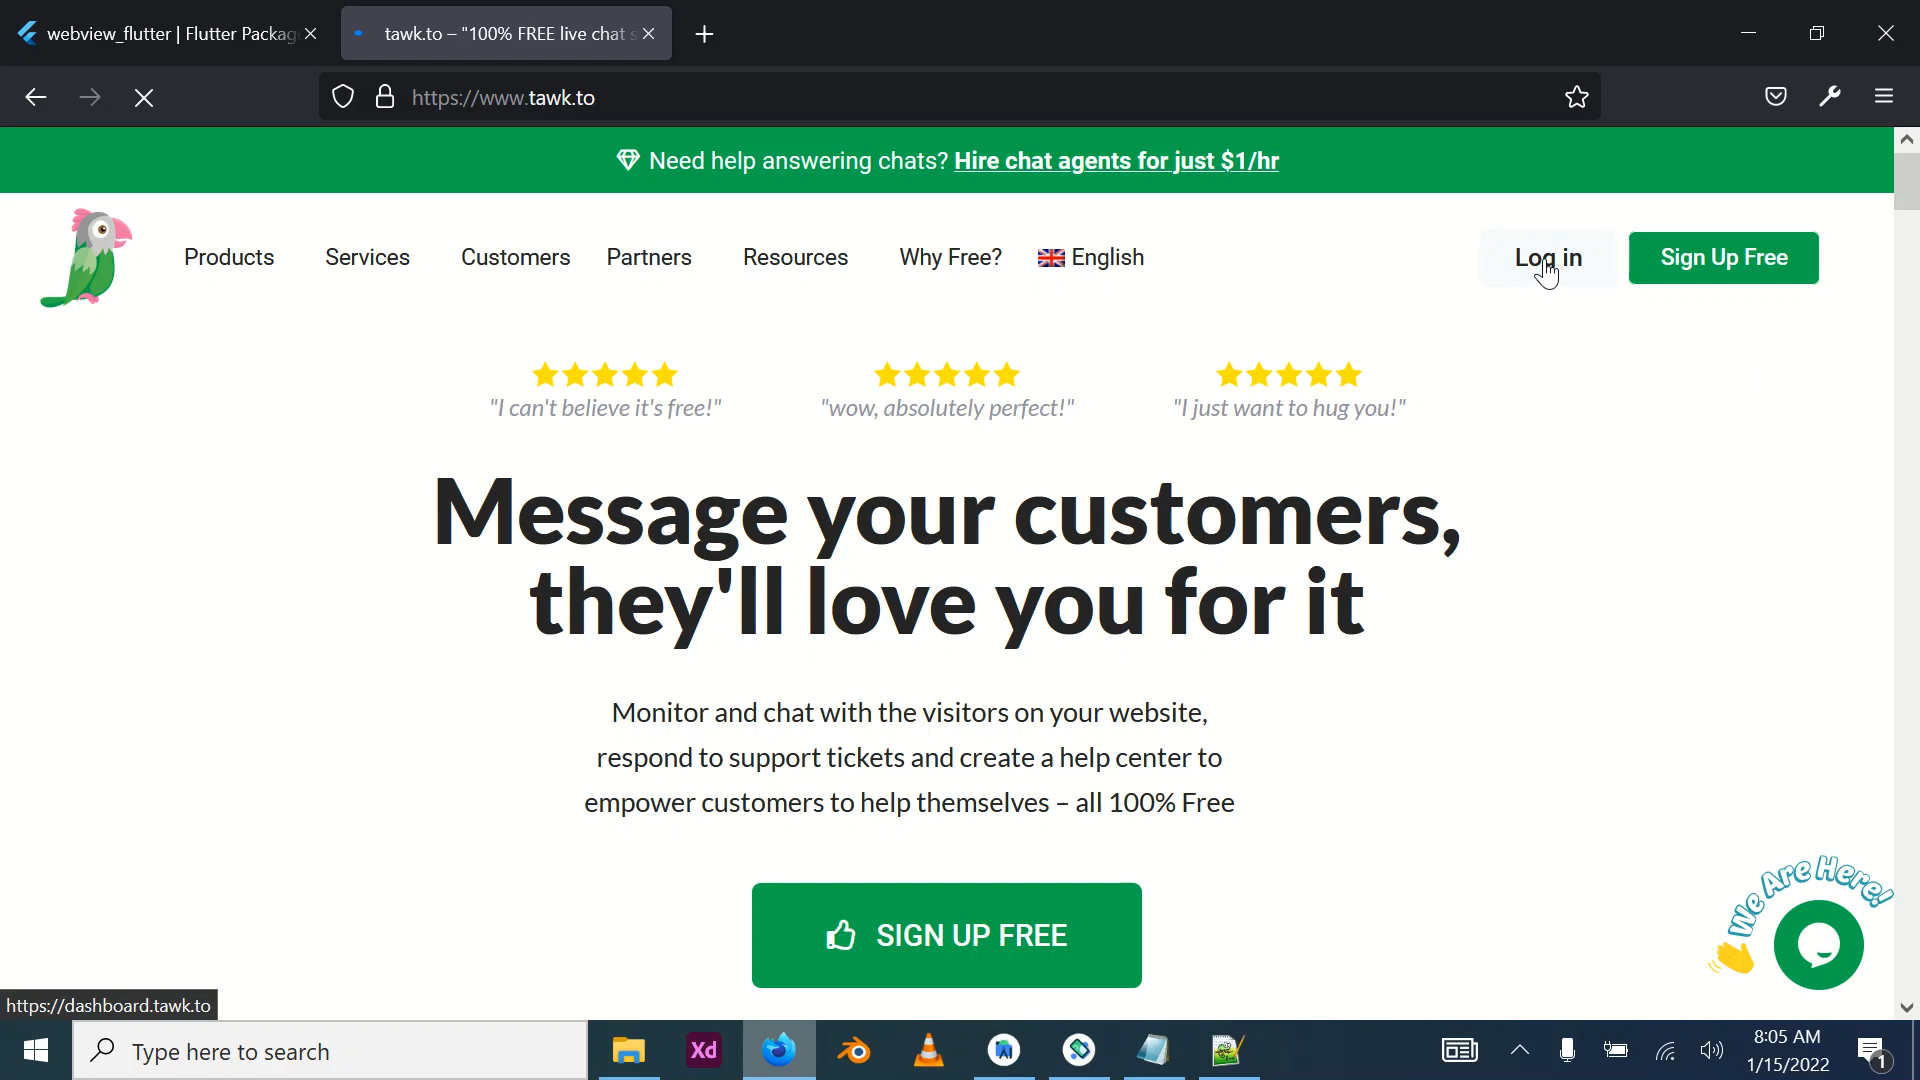 webview_flutter | Flutter Packag
tawk.to – "100% FREE live chat s
https://www.tawk.to
Need help answering chats? Hire chat agents for just $1/hr
Products Services Customers Partners Resources Why Free? English Log in Sign Up Free
"I can't believe it's free!" "wow, absolutely perfect!" "I just want to hug you!"
Message your customers,
they'll love you for it
Monitor and chat with the visitors on your website,
respond to support tickets and create a help center to
empower customers to help themselves – all 100% Free
We Are Here!
SIGN UP FREE
https://dashboard.tawk.to
Type here to search
Xd
8:05 AM
1/15/2022
1